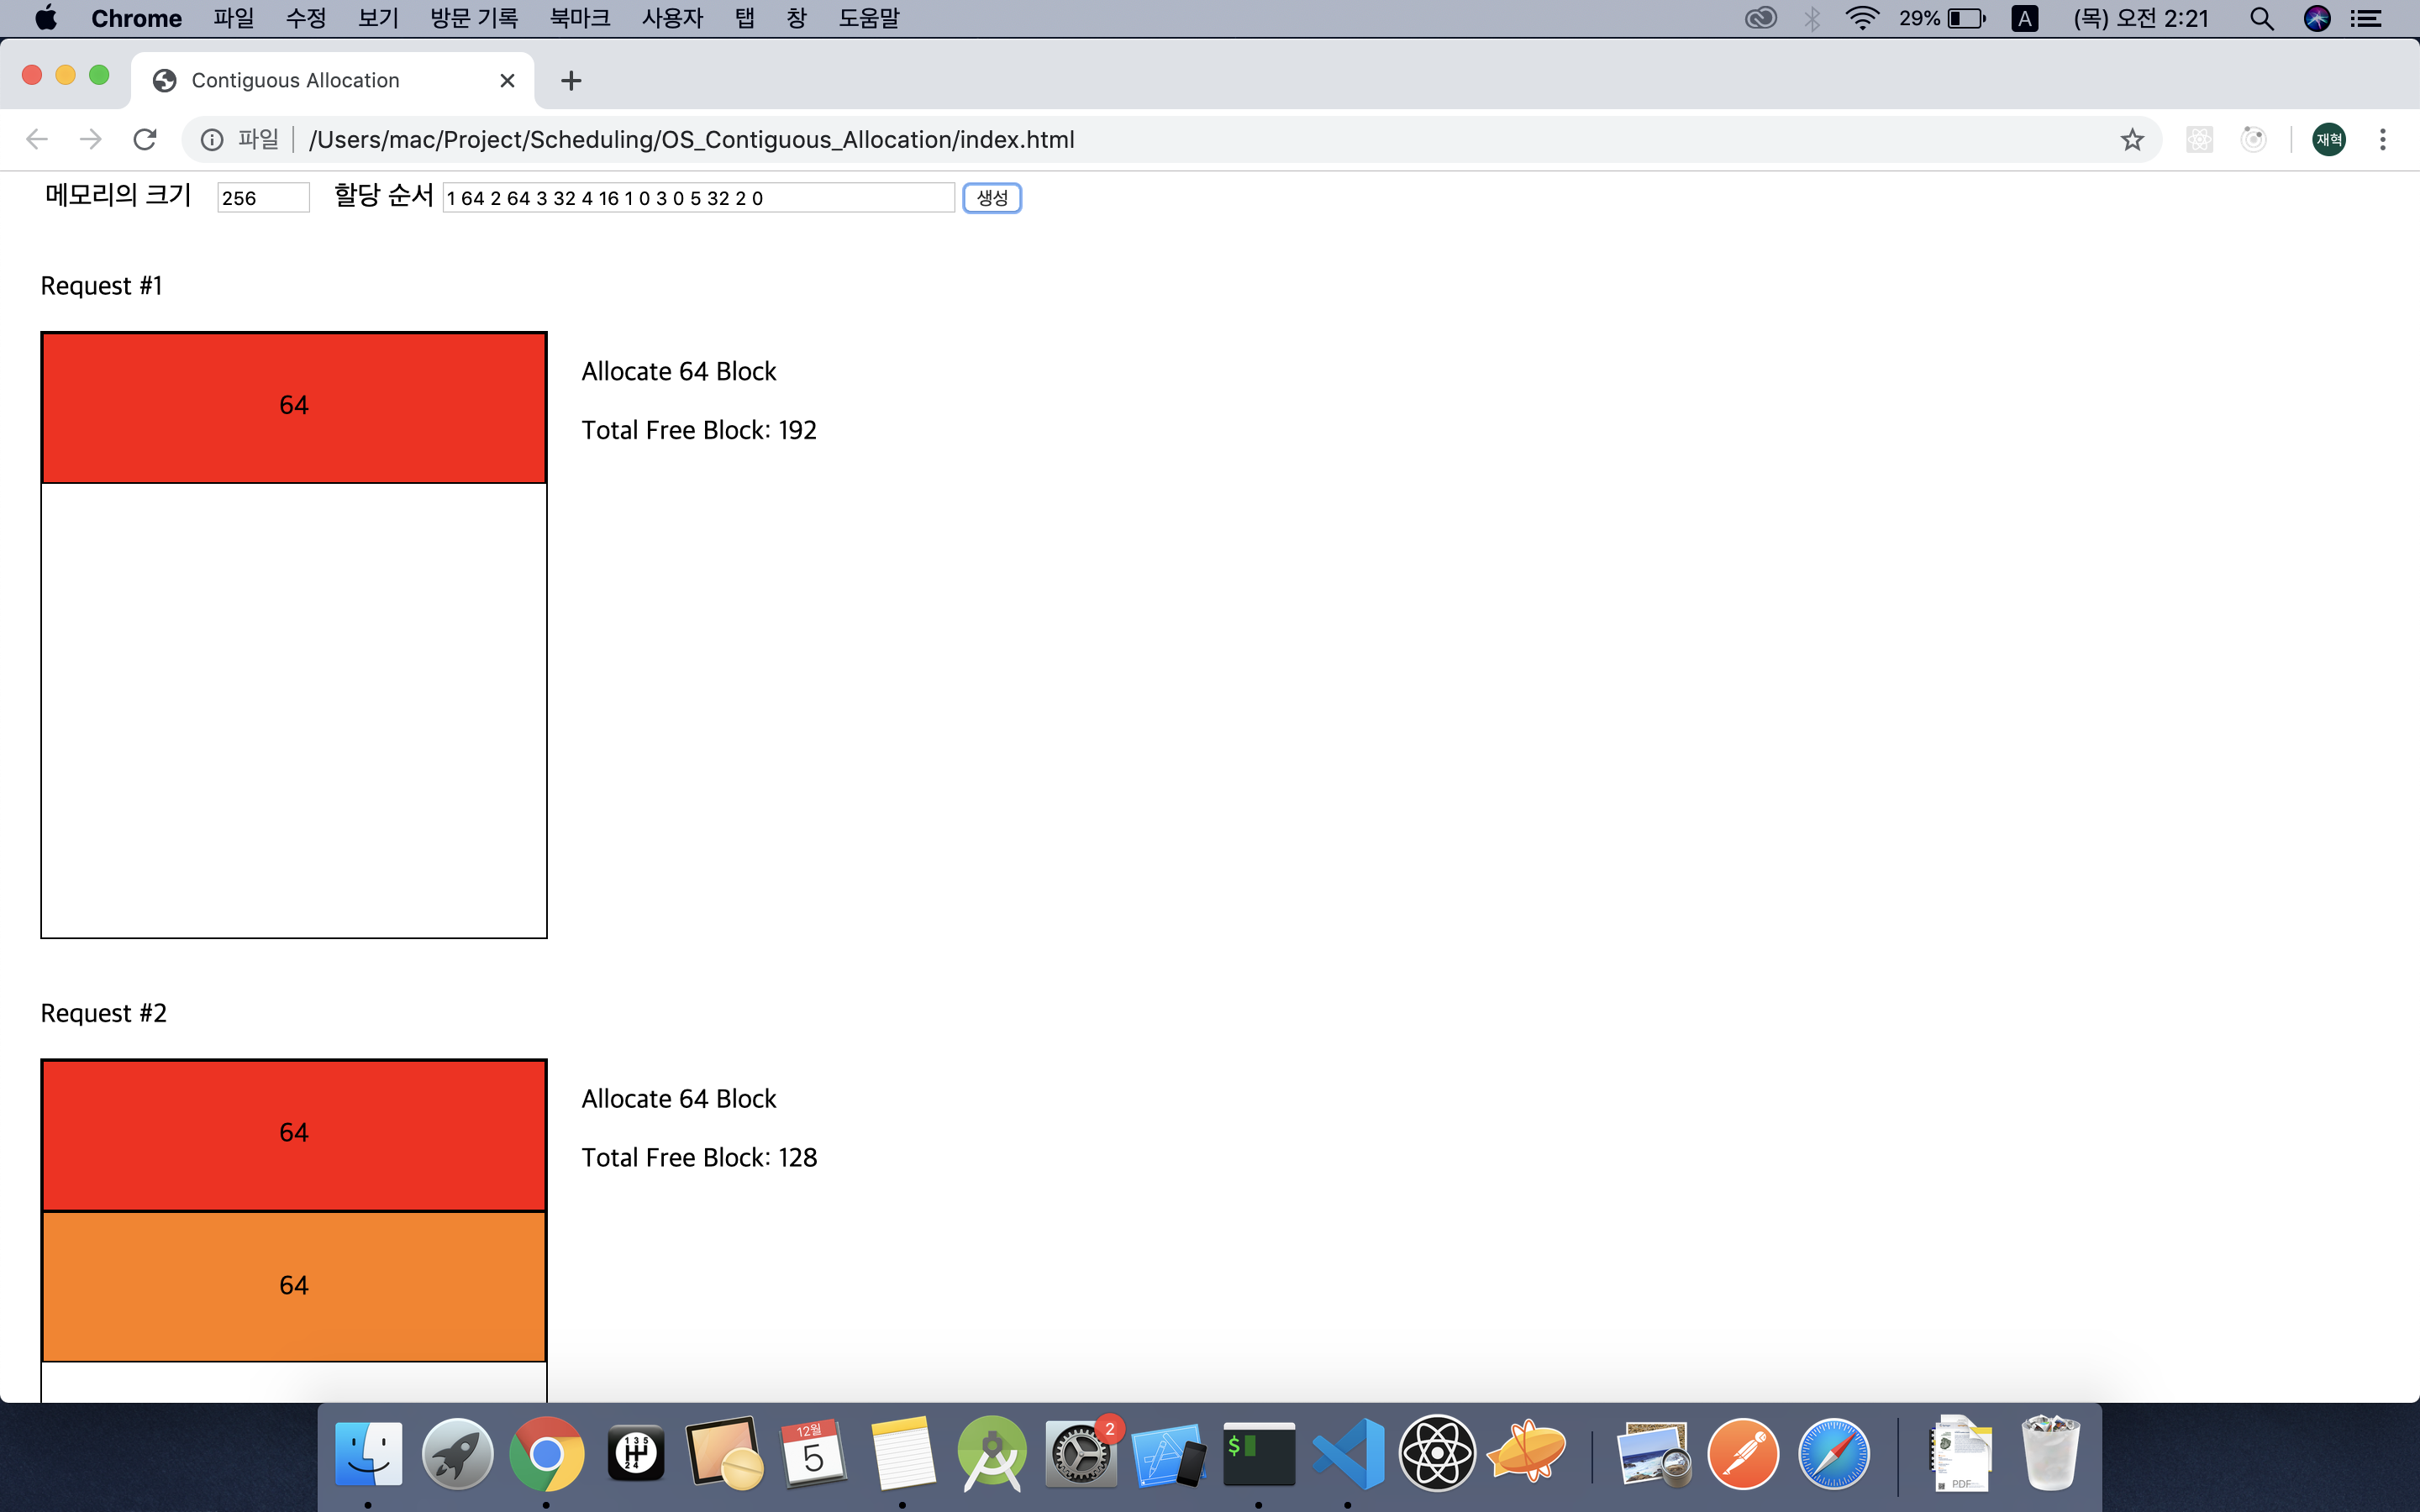 Chrome 파일 수정 보기 방문 기록 북마크 사용자 탭 창 도움말 29% A (목) 오전 2:21
Contiguous Allocation
파일 /Users/mac/Project/Scheduling/OS_Contiguous_Allocation/index.html 재혁
메모리의 크기 256 할당 순서 1 64 2 64 3 32 4 16 1 0 3 0 5 32 2 0 생성
Request #1
64
Allocate 64 Block
Total Free Block: 192
Request #2
64
Allocate 64 Block
Total Free Block: 128
64
1 3 5
2 4
12월
5
2
$
PDF